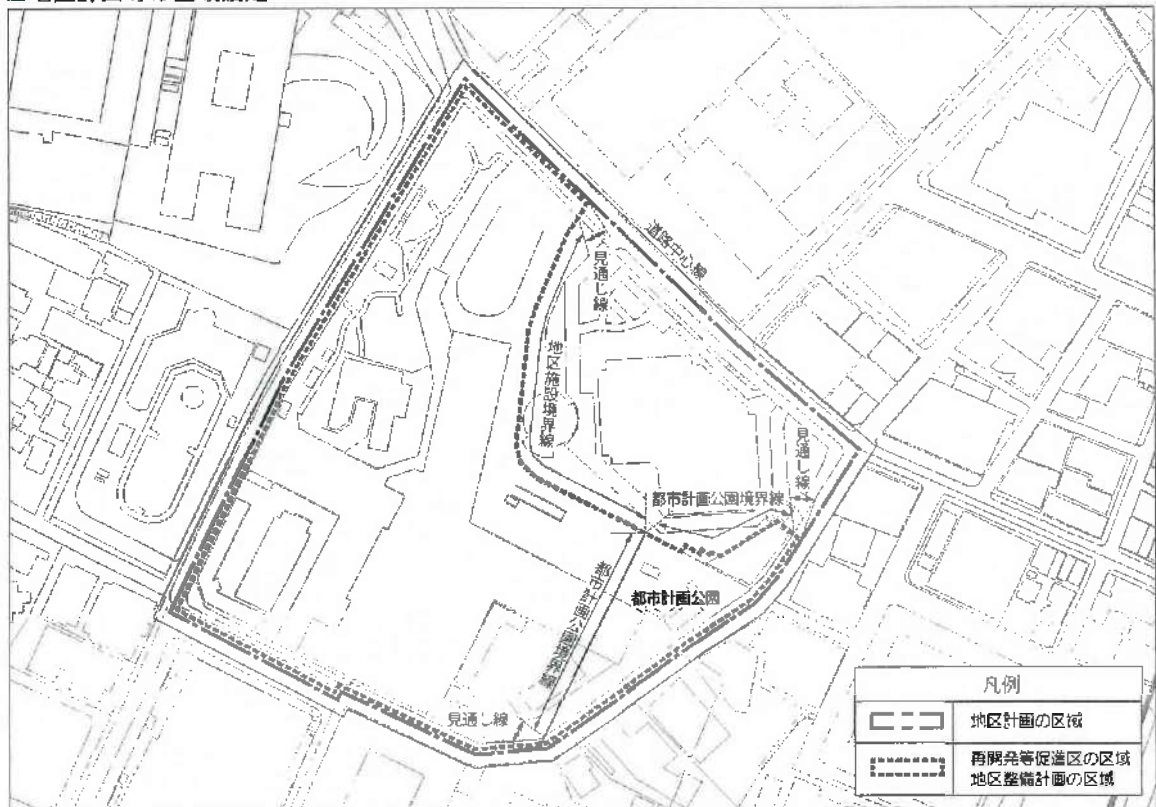 道路中心線
見通し線
地区施設境界線
見通し線
都市計画公園境界線
都市計画公園
都市計画公園境界線
見通し線
凡例
地区計画の区域
再開発等促進区の区域
地区整備計画の区域